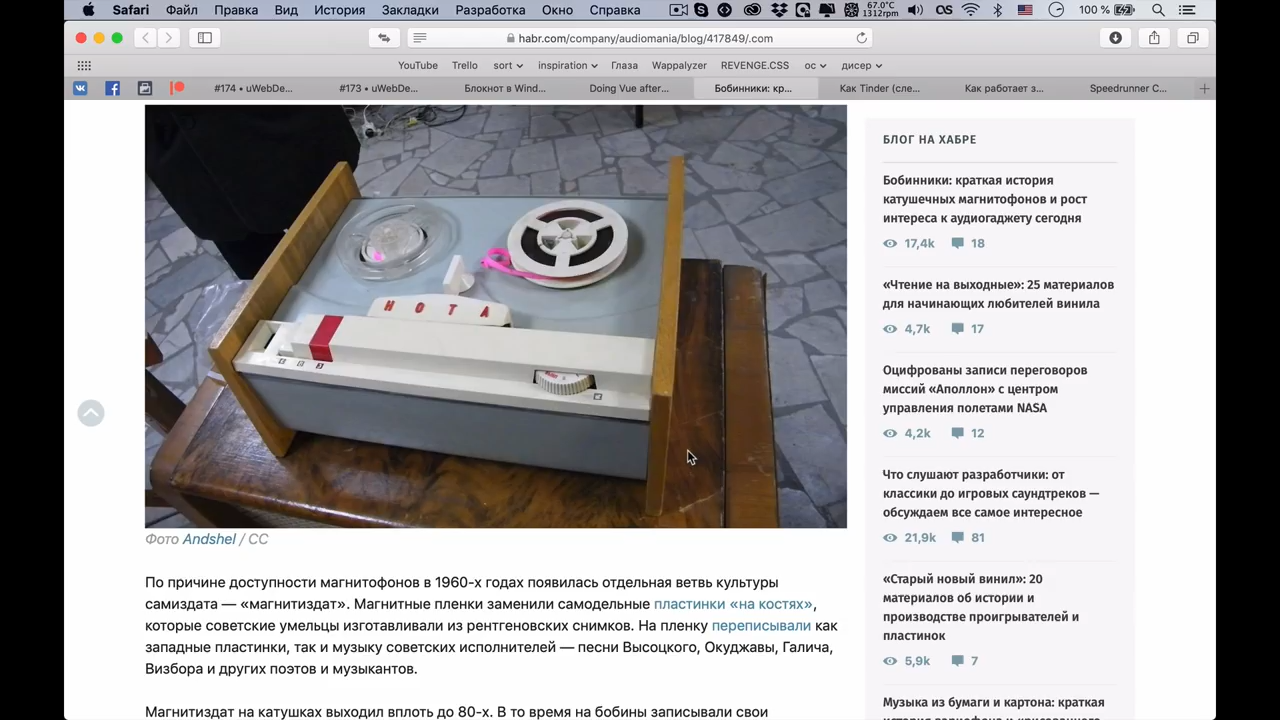 Safari Файл Правка Вид История Закладки Разработка Окно Справка 67.0°C 1312rpm 100 %
habr.com/company/audiomania/blog/417849/.com
YouTube Trello sort inspiration Глаза Wappalyzer REVENGE.CSS ос дисер
#174 • uWebDe... #173 • uWebDe... Блокнот в Wind... Doing Vue after... Бобинники: кр... Как Tinder (сле... Как работает з... Speedrunner C...
НОТА
Фото Andshel / CC
По причине доступности магнитофонов в 1960-х годах появилась отдельная ветвь культуры
самиздата — «магнитиздат». Магнитные пленки заменили самодельные пластинки «на костях»,
которые советские умельцы изготавливали из рентгеновских снимков. На пленку переписывали как
западные пластинки, так и музыку советских исполнителей — песни Высоцкого, Окуджавы, Галича,
Визбора и других поэтов и музыкантов.
Магнитиздат на катушках выходил вплоть до 80-х. В то время на бобины записывали свои
БЛОГ НА ХАБРЕ
Бобинники: краткая история
катушечных магнитофонов и рост
интереса к аудиогаджету сегодня
17,4k 18
«Чтение на выходные»: 25 материалов
для начинающих любителей винила
4,7k 17
Оцифрованы записи переговоров
миссий «Аполлон» с центром
управления полетами NASA
4,2k 12
Что слушают разработчики: от
классики до игровых саундтреков —
обсуждаем все самое интересное
21,9k 81
«Старый новый винил»: 20
материалов об истории и
производстве проигрывателей и
пластинок
5,9k 7
Музыка из бумаги и картона: краткая